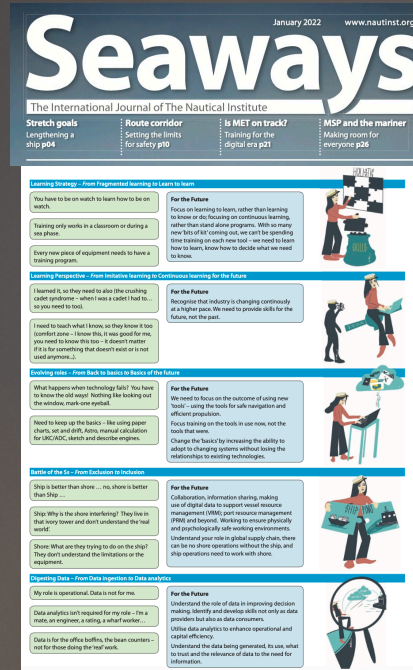 January 2022 www.nautinst.org
Seaways
The International Journal of The Nautical Institute
Stretch goals
Lengthening a
ship p04
Route corridor
Setting the limits
for safety p10
Is MET on track?
Training for the
digital era p21
MSP and the mariner
Making room for
everyone p26
Learning Strategy – From Fragmented learning to Learn to learn
You have to be on watch to learn how to be on
watch.
Training only works in a classroom or during a
sea phase.
Every new piece of equipment needs to have a
training program.
For the Future
Focus on learning to learn, rather than learning
to know or do; focusing on continuous learning,
rather than stand alone programs. With so many
new 'bits of kit' coming out, we can't be spending
time training on each new tool – we need to learn
how to learn, know how to decide what we need
to know.
SKILLS
Learning Perspective – From Imitative learning to Continuous learning for the future
I learned it, so they need to also (the crushing
cadet syndrome – when I was a cadet I had to…
so you need to too).
I need to teach what I know, so they know it too
(comfort zone – I know this, it was good for me,
you need to know this too – it doesn't matter
if it is for something that doesn't exist or is not
used anymore...).
For the Future
Recognise that industry is changing continually
at a higher pace. We need to provide skills for the
future, not the past.
Evolving roles – From Back to basics to Basics of the future
What happens when technology fails? You have
to know the old ways! Nothing like looking out
the window, mark-one eyeball.
Need to keep up the basics – like using paper
charts, set and drift, Astro, manual calculation
for UKC/ADC, sketch and describe engines.
For the Future
We need to focus on the outcome of using new
'tools' – using the tools for safe navigation and
efficient propulsion.
Focus training on the tools in use now, not the
tools that were.
Change the 'basics' by increasing the ability to
adapt to changing systems without losing the
relationships to existing technologies.
Battle of the Ss – From Exclusion to Inclusion
Ship is better than shore … no, shore is better
than Ship …
Ship: Why is the shore interfering? They live in
that ivory tower and don't understand the 'real
world'.
Shore: What are they trying to do on the ship?
They don't understand the limitations or the
equipment.
For the Future
Collaboration, information sharing, making
use of digital data to support vessel resource
management (VRM); port resource management
(PRM) and beyond. Working to ensure physically
and psychologically safe working environments.
Understand your role in global supply chain, there
can be no shore operations without the ship, and
ship operations need to work with shore.
Digesting Data – From Data ingestion to Data analytics
My role is operational. Data is not for me.
Data analytics isn't required for my role – I'm a
mate, an engineer, a rating, a wharf worker…
Data is for the office boffins, the bean counters –
not for those doing the 'real' work.
For the Future
Understand the role of data in improving decision
making. Identify and develop skills not only as data
providers but also as data consumers.
Utilise data analytics to enhance operational and
capital efficiency.
Understand the data being generated, its use, what
to trust and the relevance of data to the need for
information.